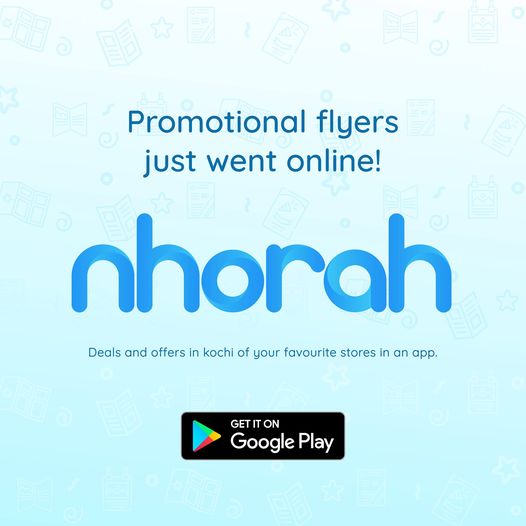 Promotional flyers
just went online!
nhorah
Deals and offers in kochi of your favourite stores in an app.
GET IT ON
Google Play